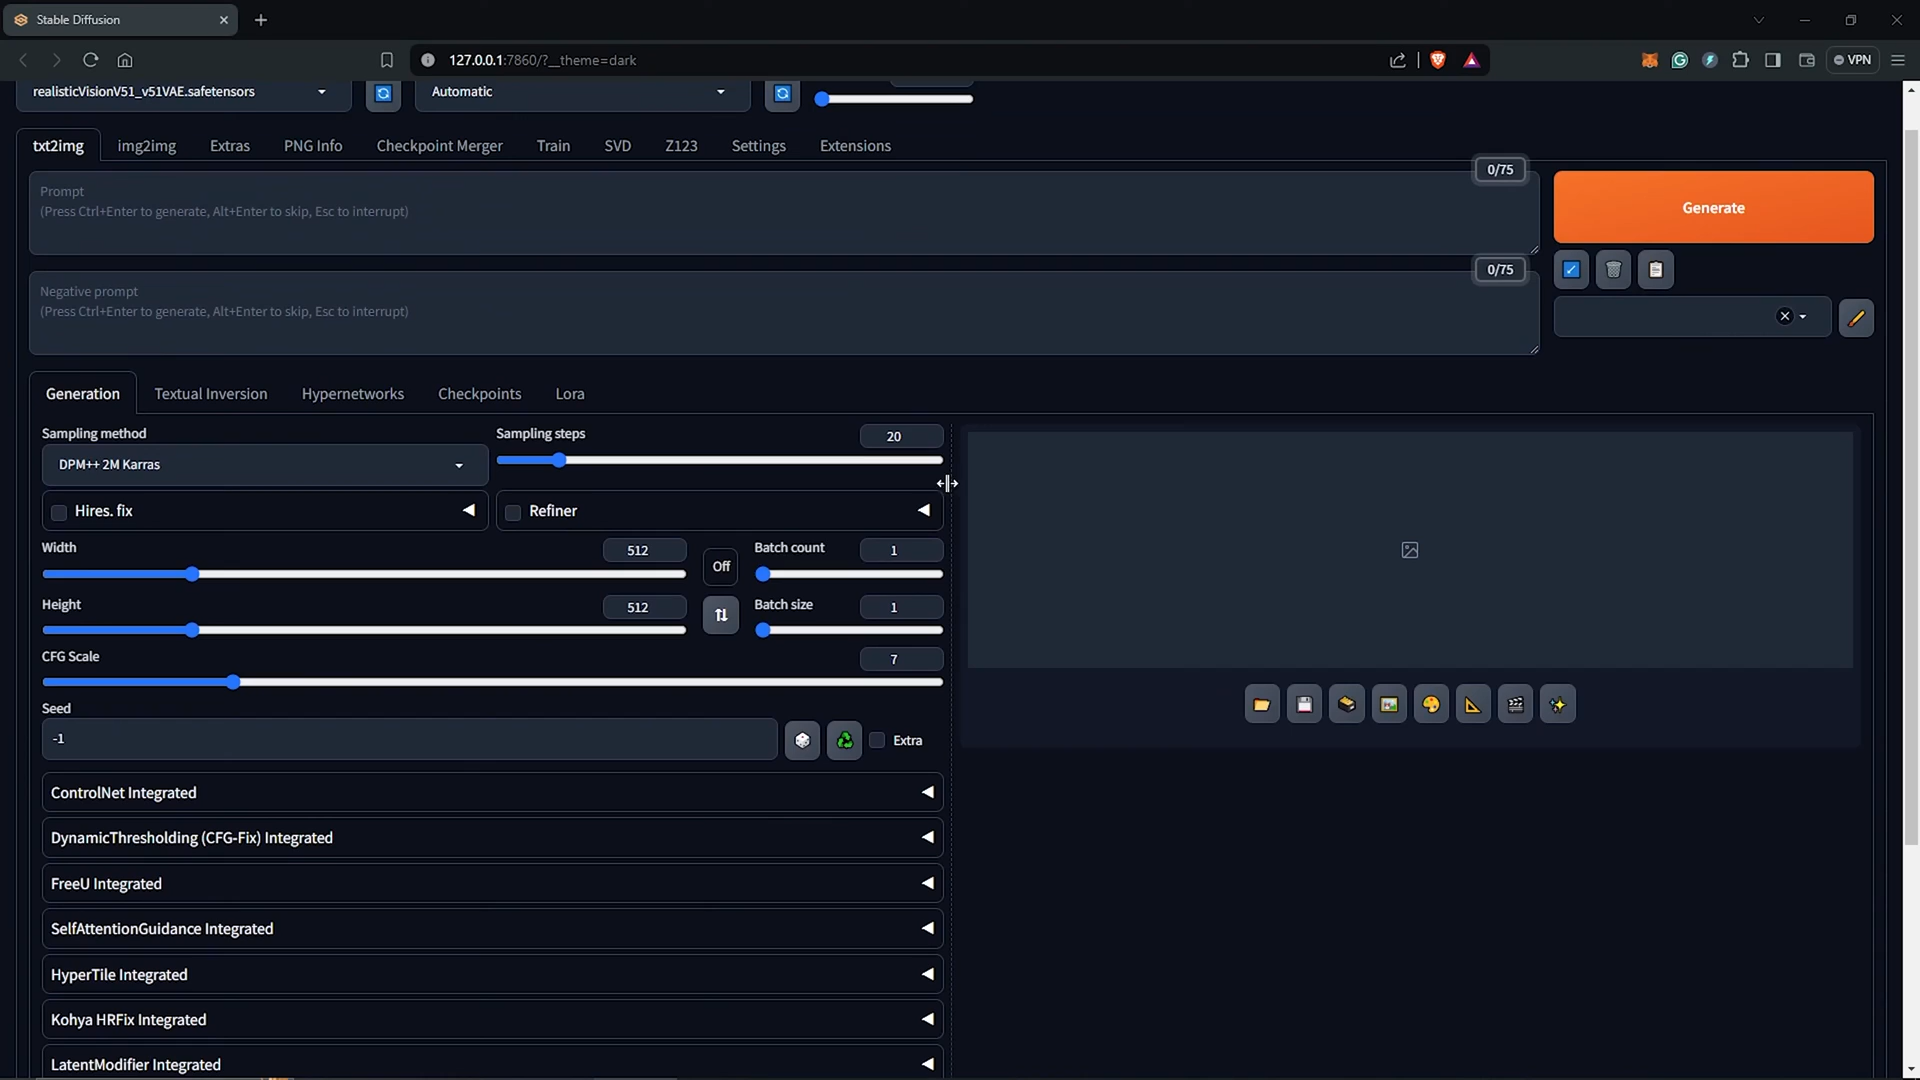 Stable Diffusion
127.0.0.1:7860/?__theme=dark
VPN
realisticVisionV51_v51VAE.safetensors
Automatic
txt2img
img2img
Extras
PNG Info
Checkpoint Merger
Train
SVD
Z123
Settings
Extensions
0/75
Prompt
(Press Ctrl+Enter to generate, Alt+Enter to skip, Esc to interrupt)
Generate
0/75
Negative prompt
(Press Ctrl+Enter to generate, Alt+Enter to skip, Esc to interrupt)
Generation
Textual Inversion
Hypernetworks
Checkpoints
Lora
Sampling method
DPM++ 2M Karras
Sampling steps
20
Hires. fix
Refiner
Width
512
Off
Batch count
1
Height
512
Batch size
1
CFG Scale
7
Seed
-1
Extra
ControlNet Integrated
DynamicThresholding (CFG-Fix) Integrated
FreeU Integrated
SelfAttentionGuidance Integrated
HyperTile Integrated
Kohya HRFix Integrated
LatentModifier Integrated